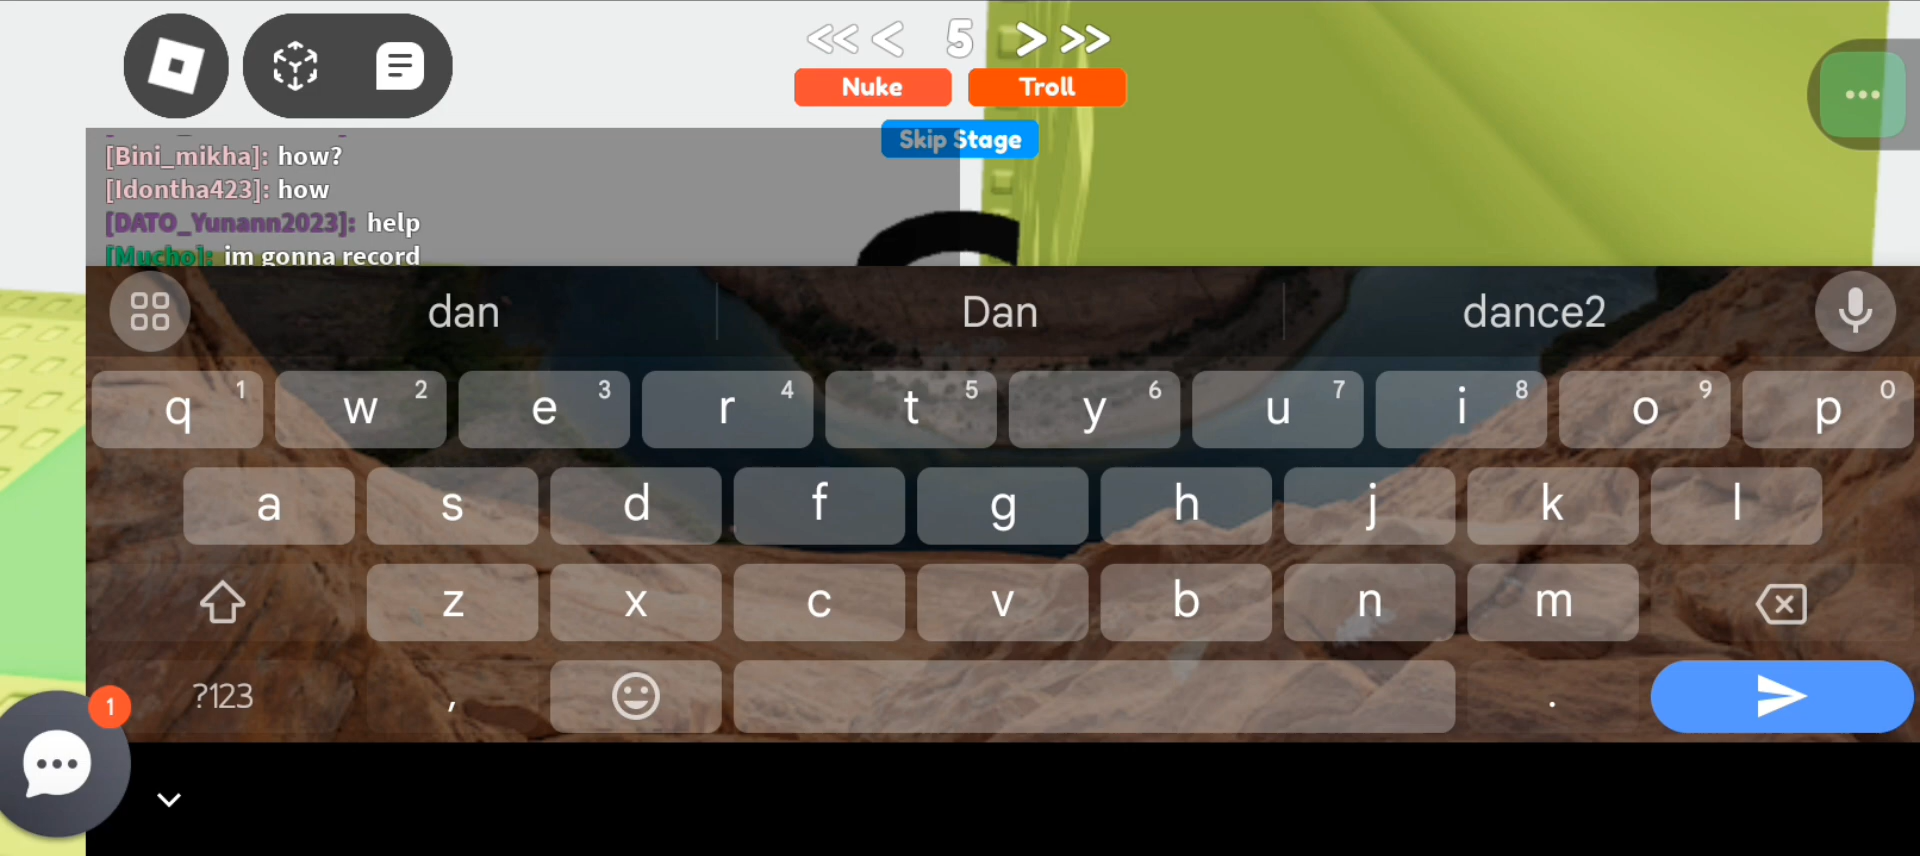 << < 5 > >>
Nuke Troll
Skip Stage
[Bini_mikha]: how?
[Idontha423]: how
[DATO_Yunann2023]: help
[Mucho]: im gonna record
dan Dan dance2
q 1 w 2 e 3 r 4 t 5 y 6 u 7 i 8 o 9 p 0
a s d f g h j k l
z x c v b n m
?123 , .
1